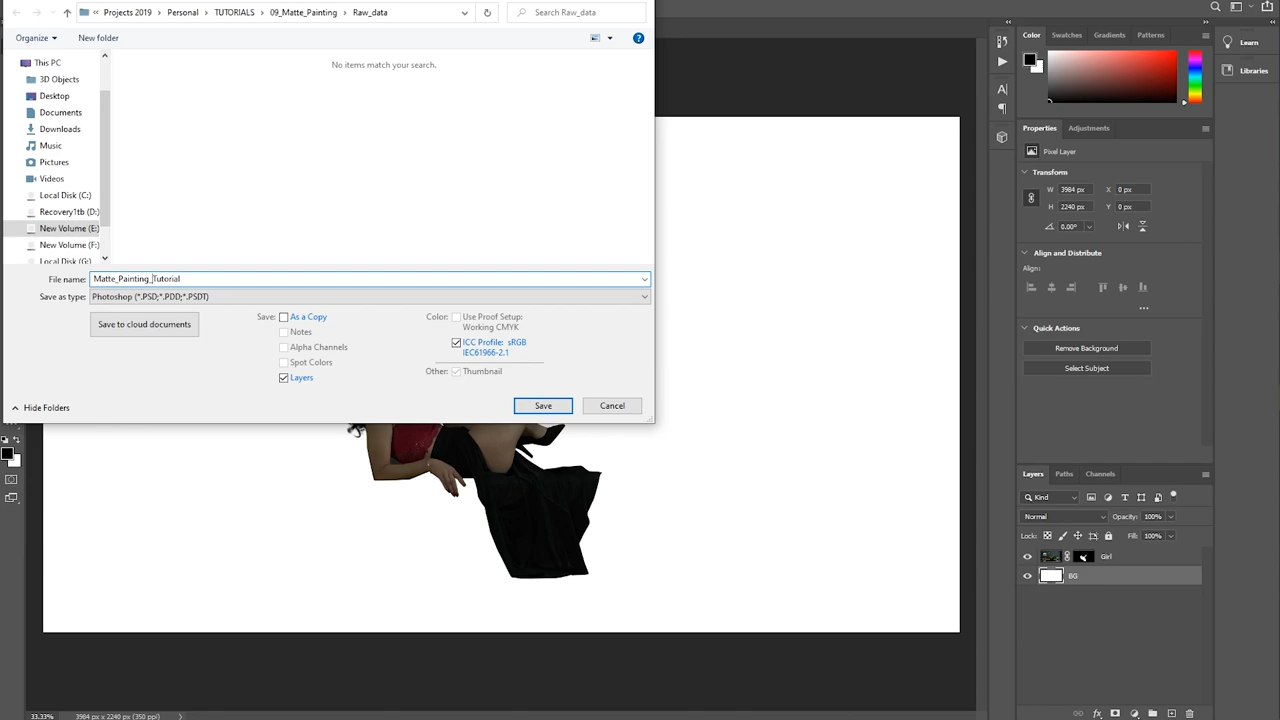 « Projects 2019 > Personal > TUTORIALS > 09_Matte_Painting > Raw_data
Search Raw_data
Organize
New folder
This PC
3D Objects
Desktop
Documents
Downloads
Music
Pictures
Videos
Local Disk (C:)
Recovery1tb (D:)
New Volume (E:)
New Volume (F:)
Local Disk (G:)
No items match your search.
File name: Matte_Painting_Tutorial
Save as type: Photoshop (*.PSD;*.PDD;*.PSDT)
Save to cloud documents
Save:
As a Copy
Notes
Alpha Channels
Spot Colors
Layers
Color:
Use Proof Setup:
Working CMYK
ICC Profile: sRGB
IEC61966-2.1
Other:
Thumbnail
Hide Folders
Save
Cancel
Color
Swatches
Gradients
Patterns
Learn
Libraries
Properties
Adjustments
Pixel Layer
Transform
W 3984 px X 0 px
H 2240 px Y 0 px
0.00°
Align and Distribute
Align:
Quick Actions
Remove Background
Select Subject
Layers
Paths
Channels
Kind
Normal
Opacity: 100%
Locks:
Fill: 100%
Girl
BG
33.33%
3984 px x 2240 px (350 ppi)